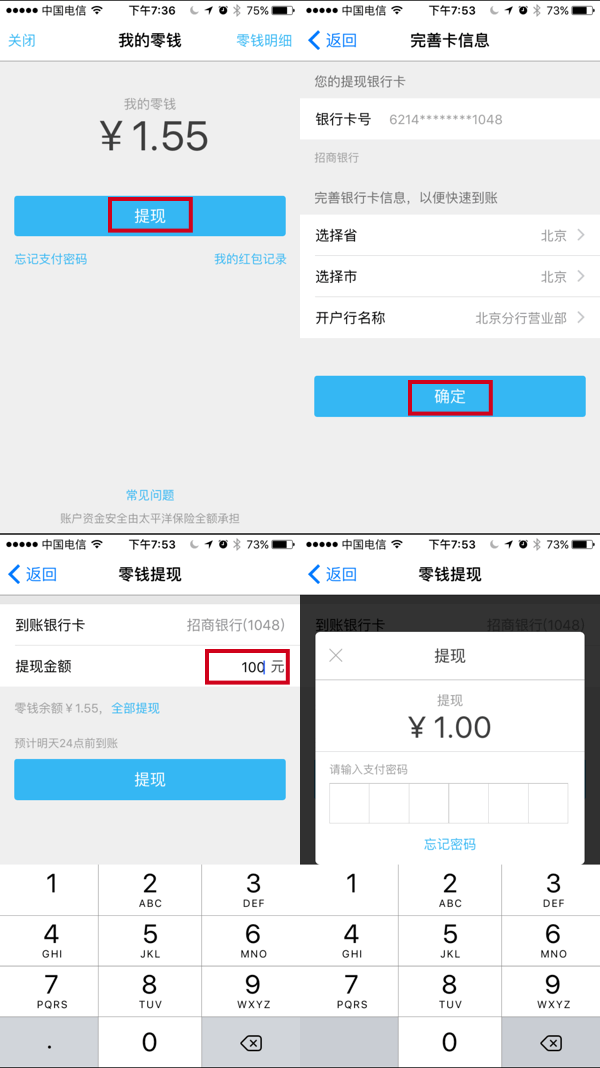 中国电信 下午7:36 75%
关闭 我的零钱 零钱明细
我的零钱
¥1.55
提现
忘记支付密码 我的红包记录
常见问题
账户资金安全由太平洋保险全额承担
中国电信 下午7:53 73%
返回 完善卡信息
您的提现银行卡
银行卡号 6214********1048
招商银行
完善银行卡信息，以便快速到账
选择省 北京
选择市 北京
开户行名称 北京分行营业部
确定
中国电信 下午7:53 73%
返回 零钱提现
到账银行卡 招商银行(1048)
提现金额 100 元
零钱余额¥1.55，全部提现
预计明天24点前到账
提现
1 2 3
ABC DEF
4 5 6
GHI JKL MNO
7 8 9
PQRS TUV WXYZ
. 0
中国电信 下午7:53 73%
返回 零钱提现
到账银行卡 招商银行(1048)
提现
提现
¥1.00
请输入支付密码
忘记密码
1 2 3
ABC DEF
4 5 6
GHI JKL MNO
7 8 9
PQRS TUV WXYZ
0